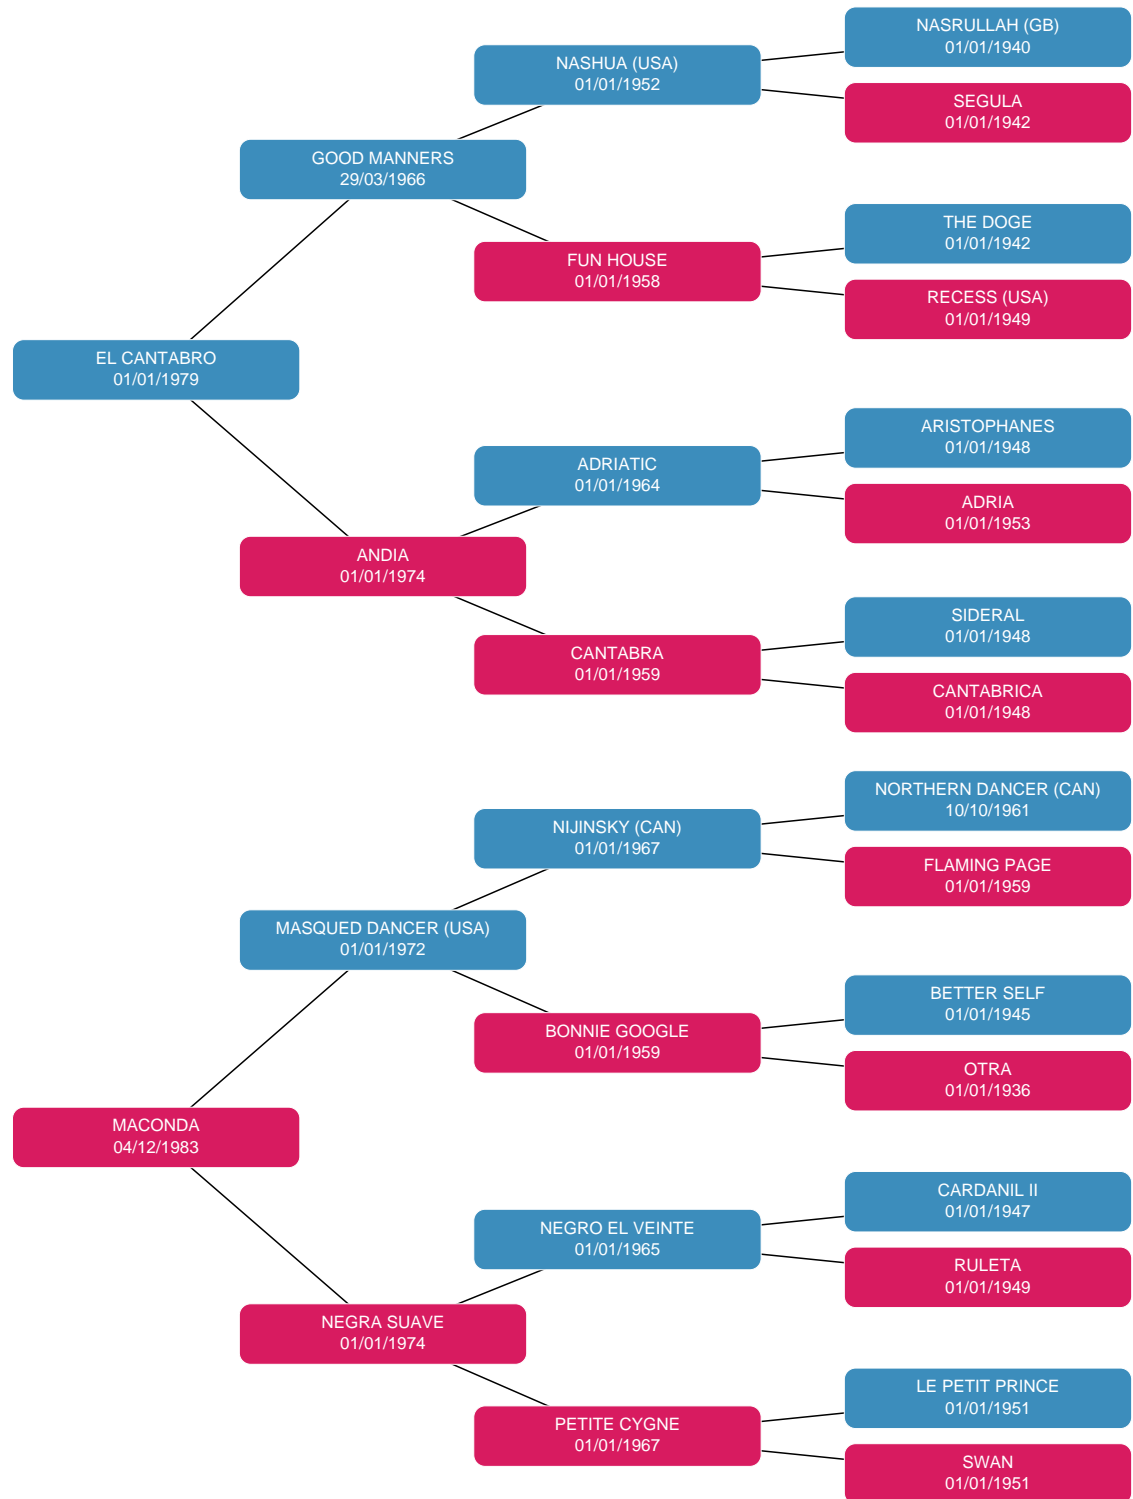 NASRULLAH (GB)
01/01/1940
NASHUA (USA)
01/01/1952
SEGULA
01/01/1942
GOOD MANNERS
29/03/1966
THE DOGE
01/01/1942
FUN HOUSE
01/01/1958
RECESS (USA)
01/01/1949
EL CANTABRO
01/01/1979
ARISTOPHANES
01/01/1948
ADRIATIC
01/01/1964
ADRIA
01/01/1953
ANDIA
01/01/1974
SIDERAL
01/01/1948
CANTABRA
01/01/1959
CANTABRICA
01/01/1948
NORTHERN DANCER (CAN)
10/10/1961
NIJINSKY (CAN)
01/01/1967
FLAMING PAGE
01/01/1959
MASQUED DANCER (USA)
01/01/1972
BETTER SELF
01/01/1945
BONNIE GOOGLE
01/01/1959
OTRA
01/01/1936
MACONDA
04/12/1983
CARDANIL II
01/01/1947
NEGRO EL VEINTE
01/01/1965
RULETA
01/01/1949
NEGRA SUAVE
01/01/1974
LE PETIT PRINCE
01/01/1951
PETITE CYGNE
01/01/1967
SWAN
01/01/1951